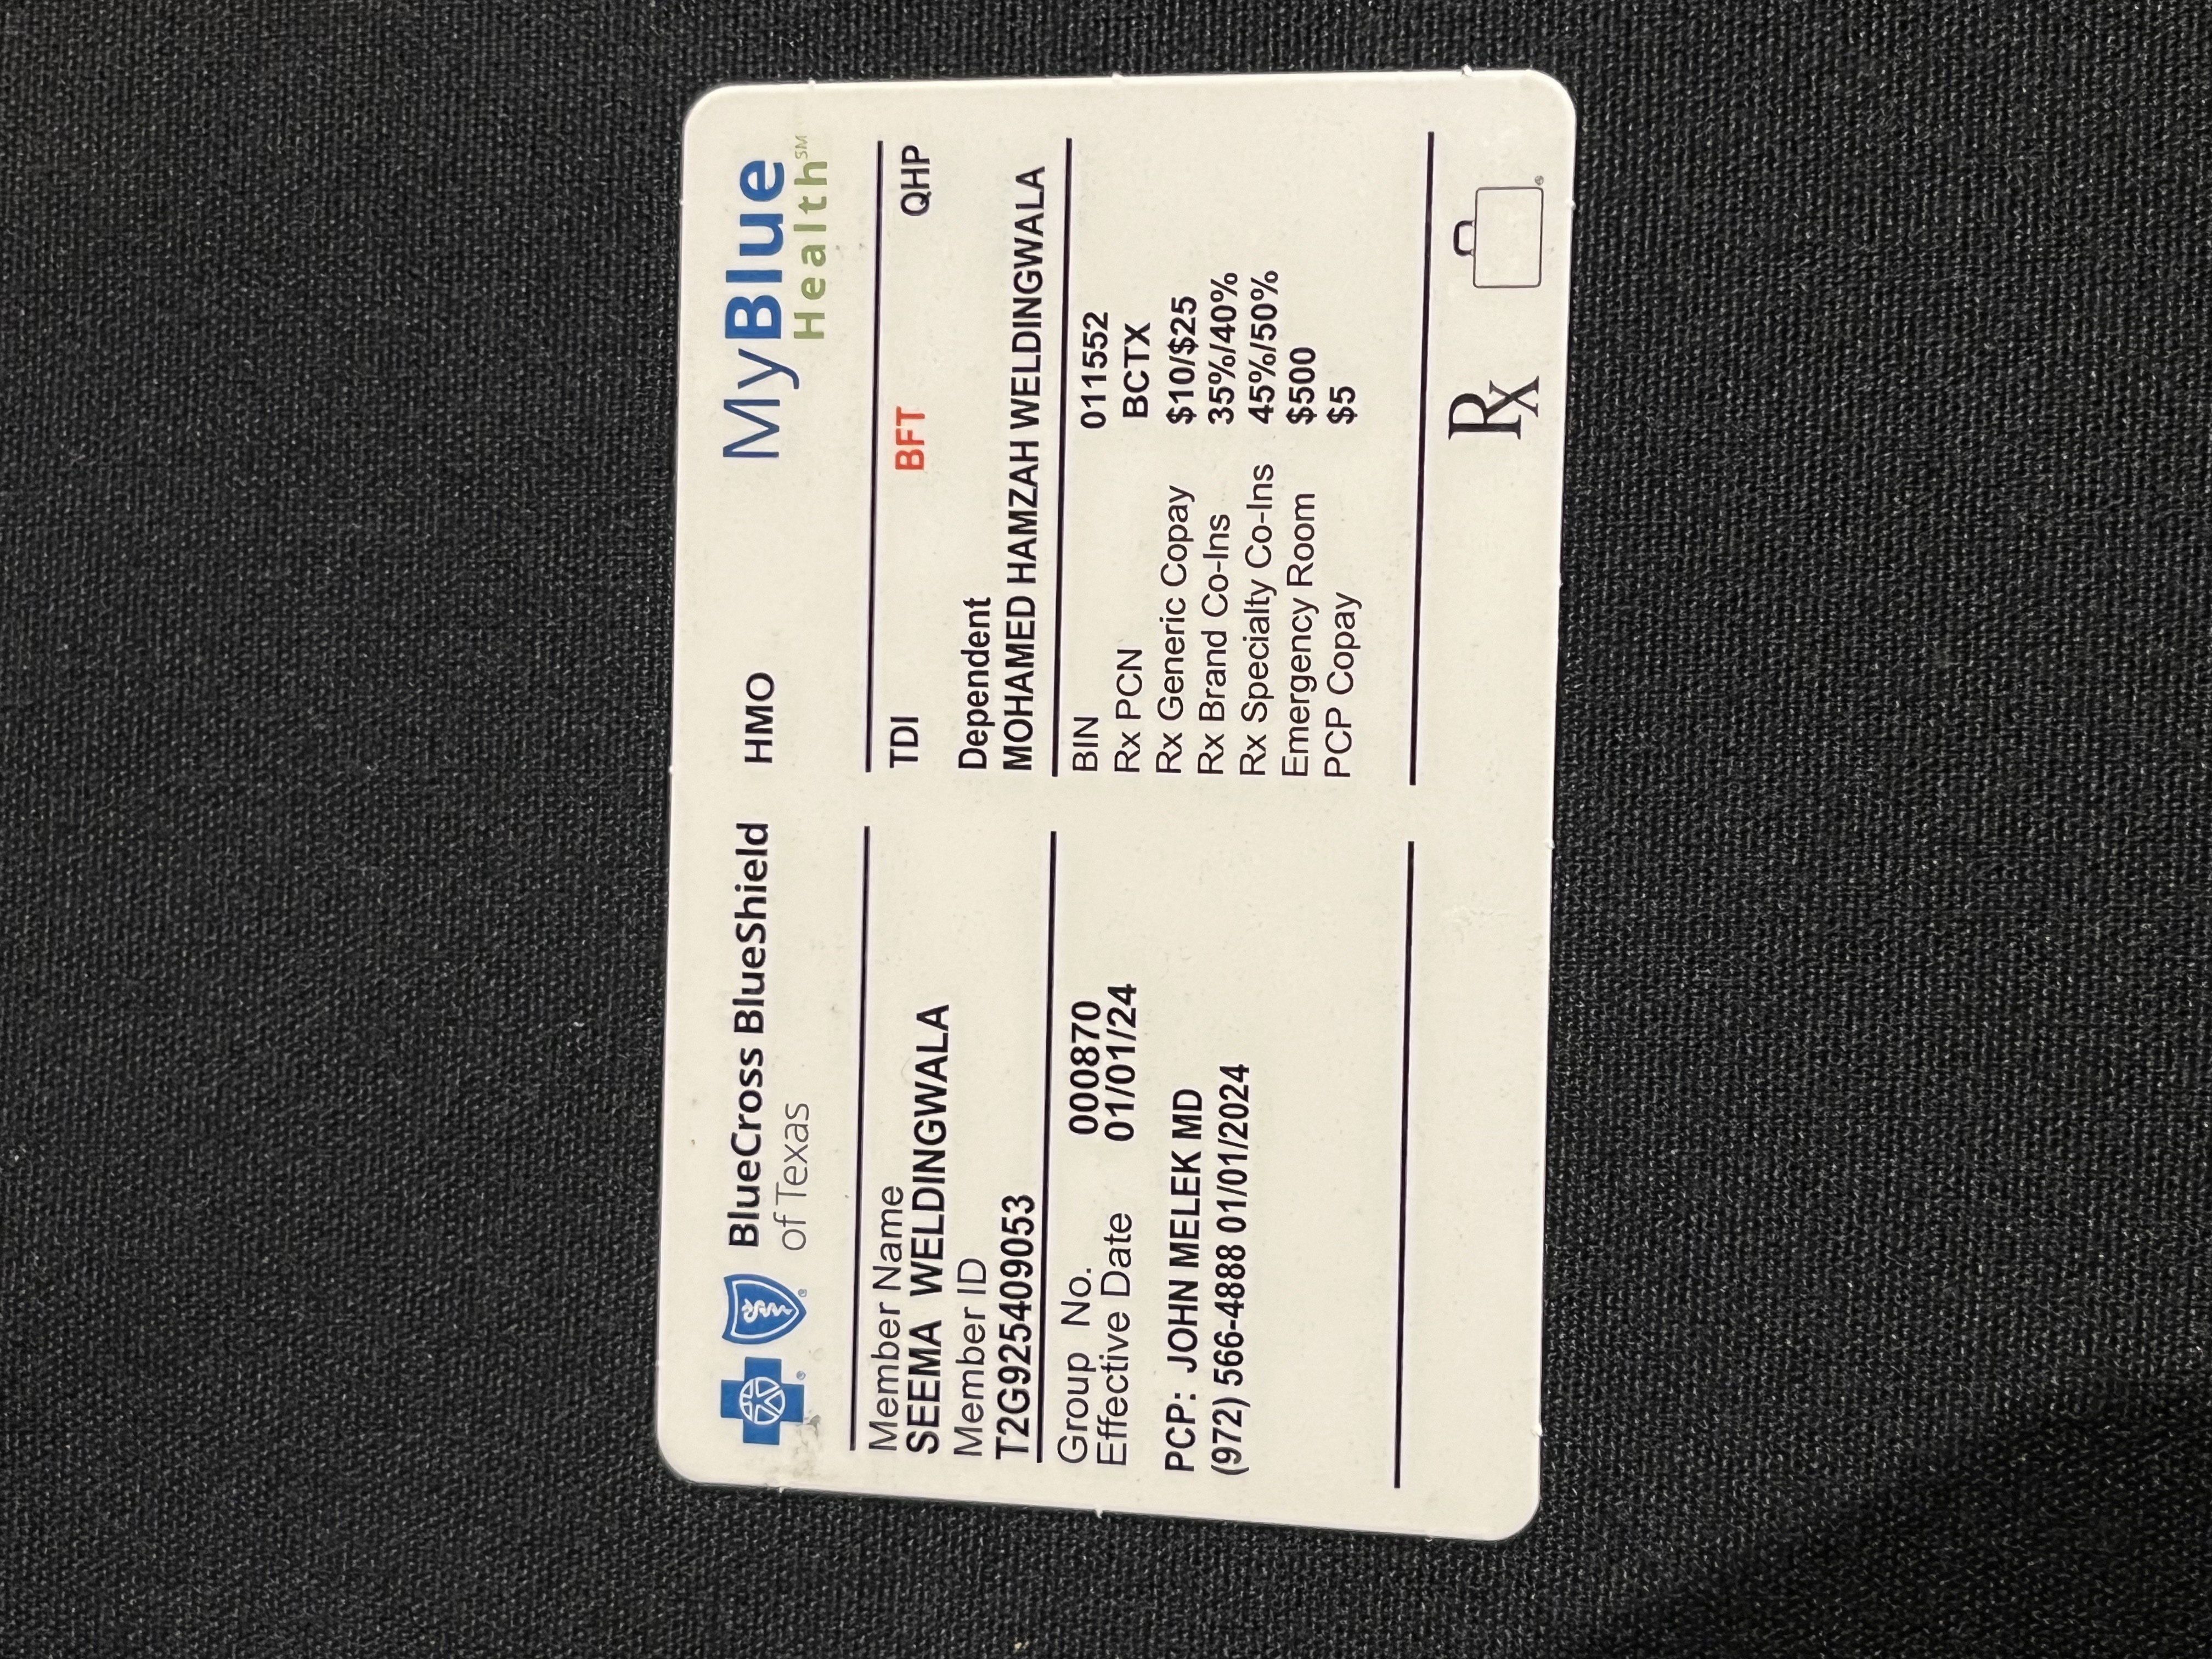 BlueCross BlueShield
of Texas
HMO
MyBlue
Health℠
Member Name
SEEMA WELDINGWALA
Member ID
T2G925409053
Group No. 000870
Effective Date 01/01/24
PCP: JOHN MELEK MD
(972) 566-4888 01/01/2024
TDI BFT QHP
Dependent
MOHAMED HAMZAH WELDINGWALA
BIN 011552
Rx PCN BCTX
Rx Generic Copay $10/$25
Rx Brand Co-Ins 35%/40%
Rx Specialty Co-Ins 45%/50%
Emergency Room $500
PCP Copay $5
Rx